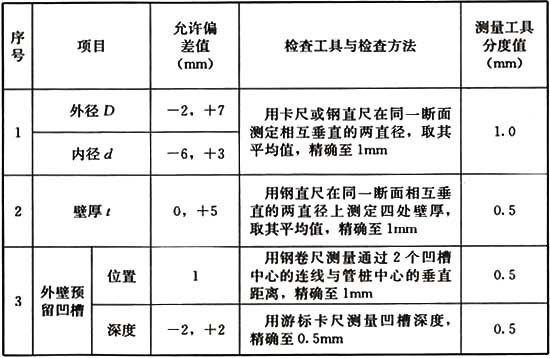 序号
项目
允许偏差值
(mm)
检查工具与检查方法
测量工具分度值
(mm)
1
外径 D
－2，＋7
内径 d
－6，＋3
用卡尺或钢直尺在同一断面
测定相互垂直的两直径，取其
平均值，精确至 1mm
1.0
2
壁厚 t
0，＋5
用钢直尺在同一断面相互垂
直的两直径上测定四处壁厚，
取其平均值，精确至 1mm
0.5
3
外壁预留凹槽
位置
1
用钢卷尺测量通过 2 个凹槽
中心的连线与管桩中心的垂直
距离，精确至 1mm
0.5
深度
－2，＋2
用游标卡尺测量凹槽深度，
精确至 0.5mm
0.5